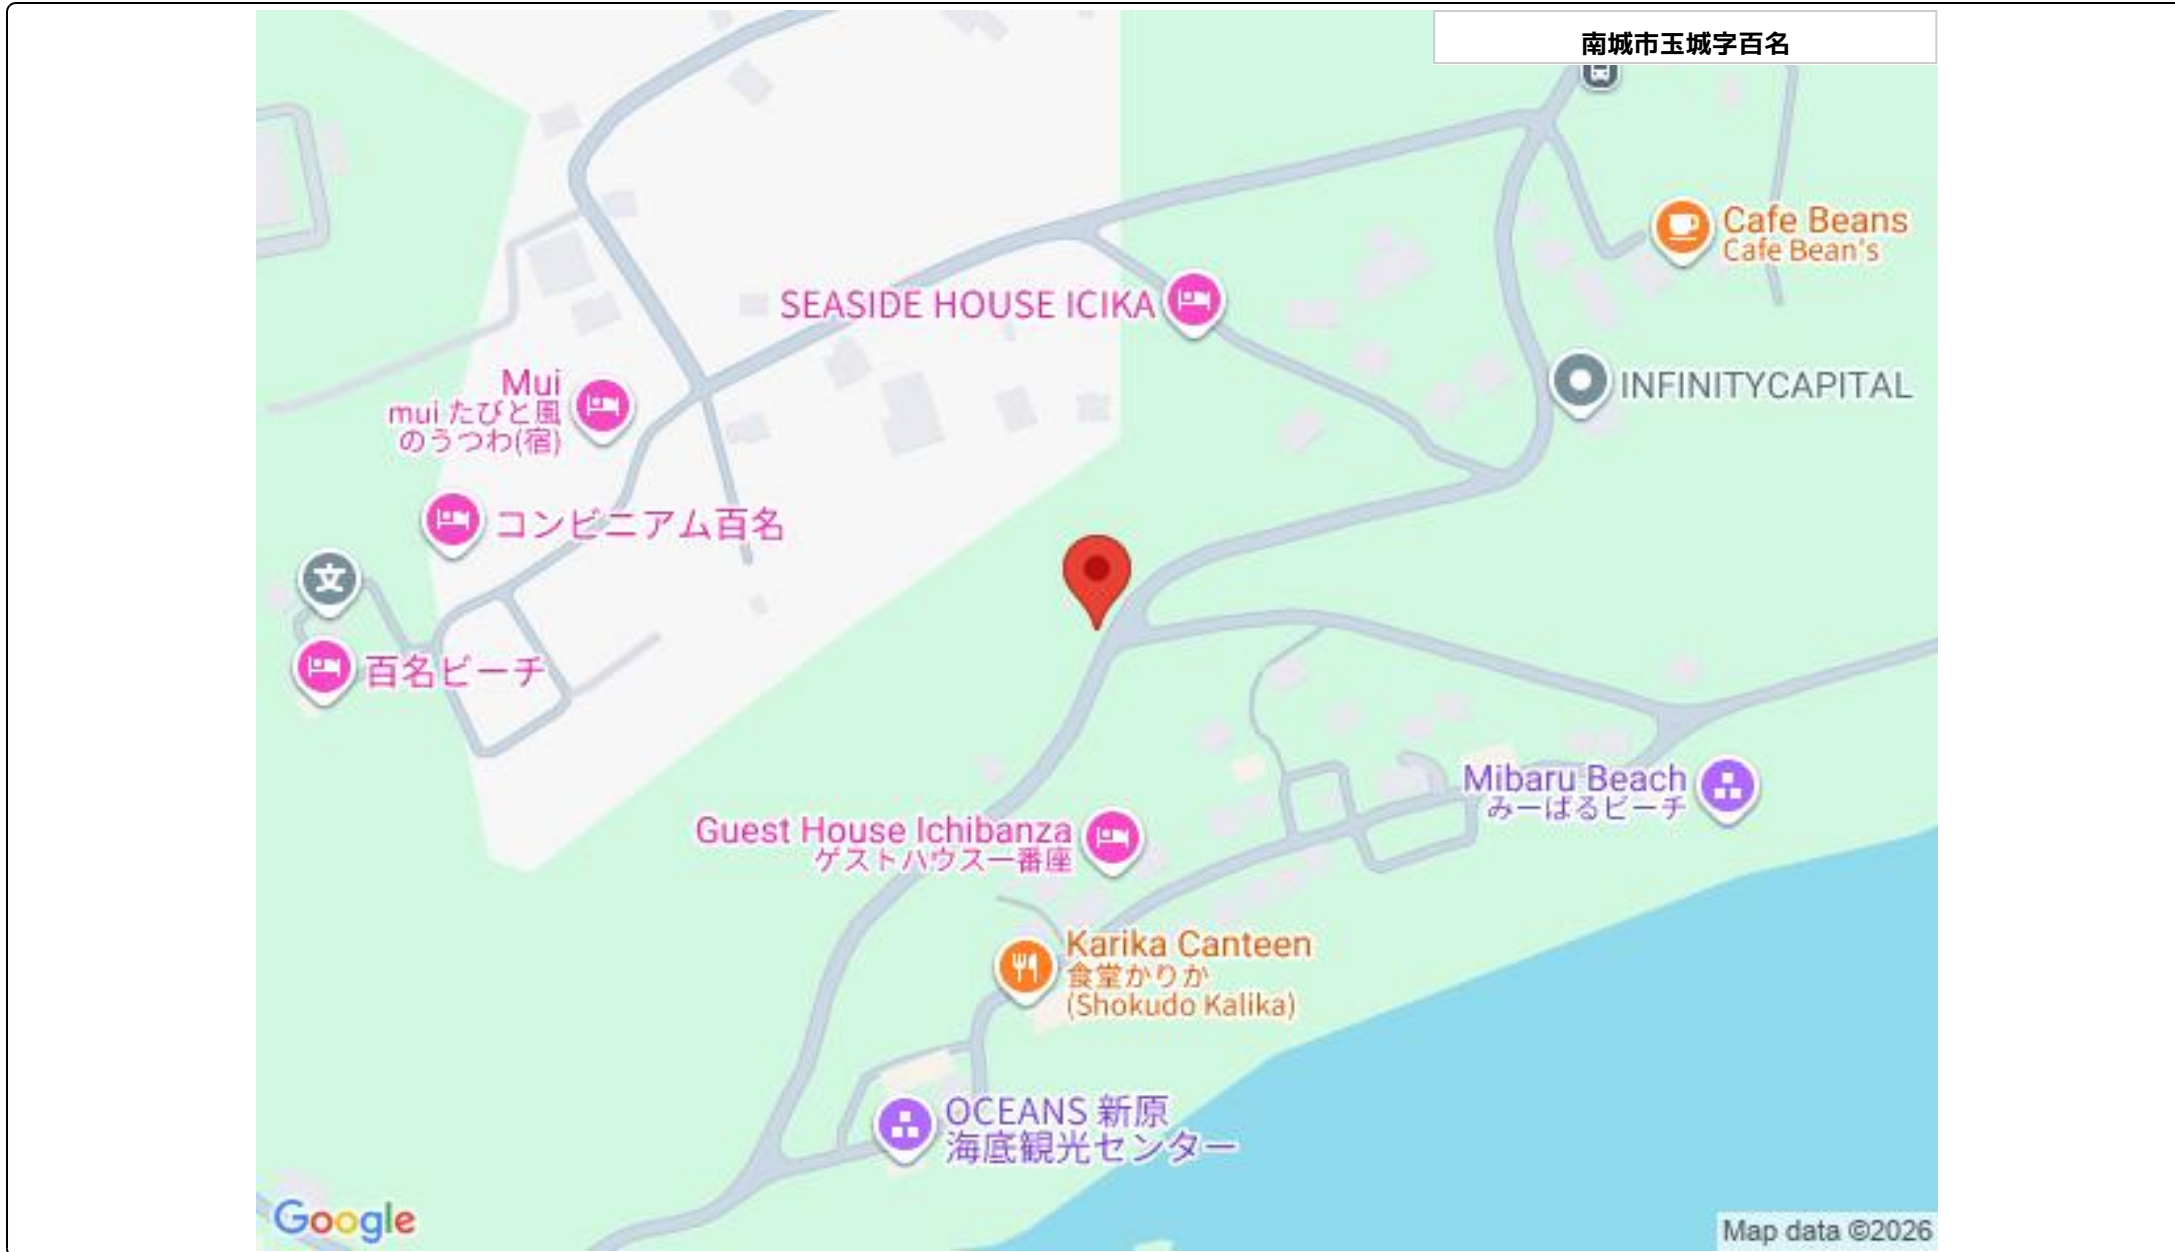 南城市玉城字百名
Cafe Beans
Cafe Bean's
SEASIDE HOUSE ICIKA
INFINITYCAPITAL
Mui
mui たびと風
のうつわ(宿)
コンビニアム百名
文
百名ビーチ
Mibaru Beach
みーばるビーチ
Guest House Ichibanza
ゲストハウス一番座
Karika Canteen
食堂かりか
(Shokudo Kalika)
OCEANS 新原
海底観光センター
Google
Map data ©2026